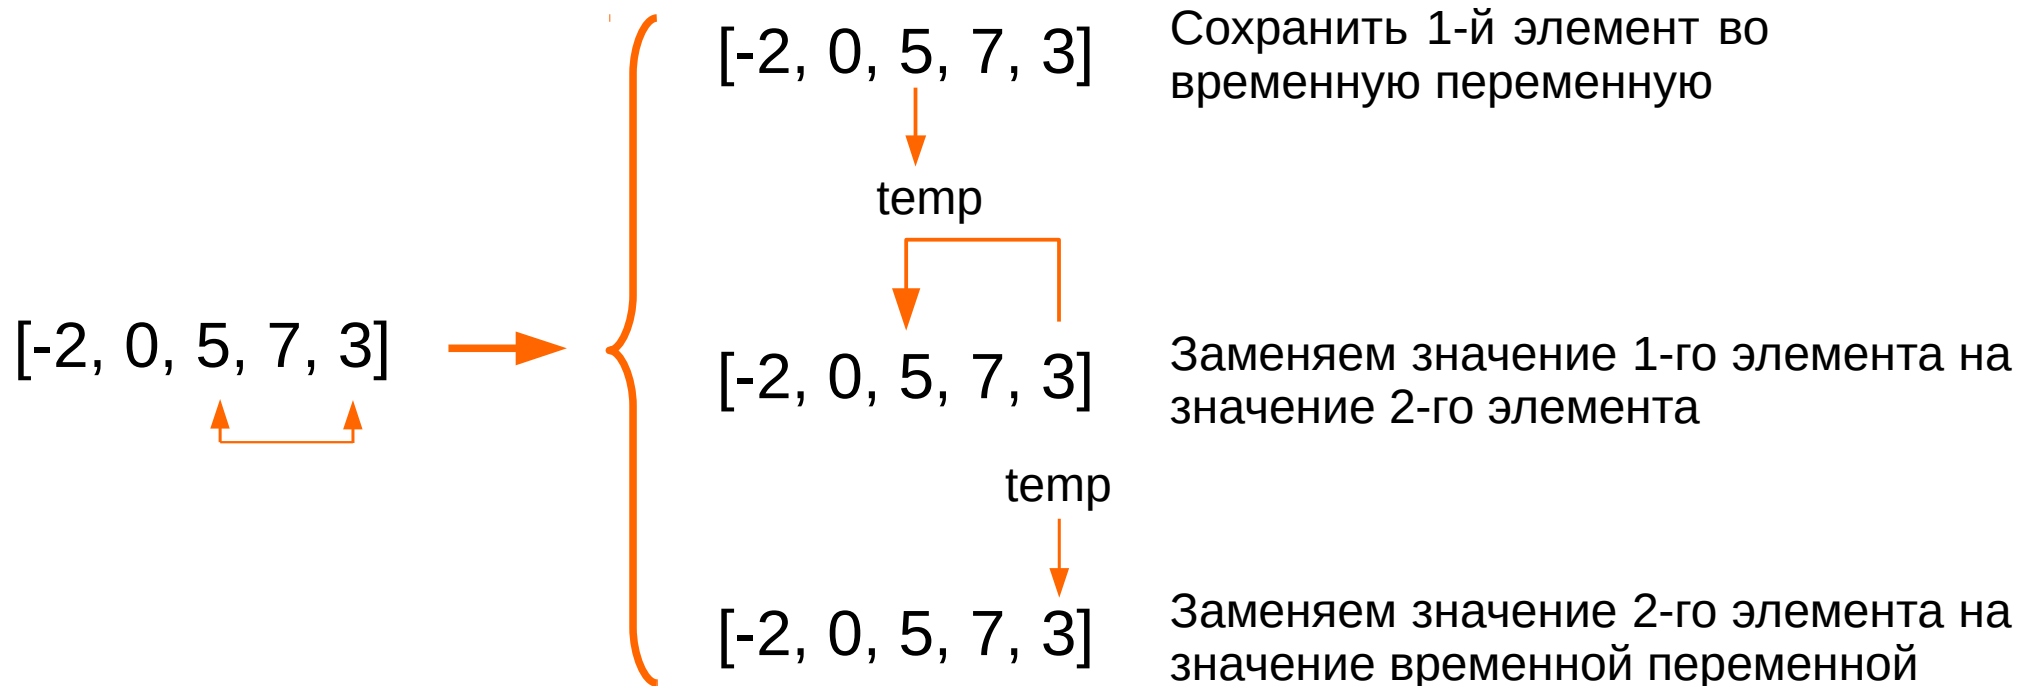 [-2, 0, 5, 7, 3]
[-2, 0, 5, 7, 3]
Сохранить 1-й элемент во
временную переменную
temp
[-2, 0, 5, 7, 3]
Заменяем значение 1-го элемента на
значение 2-го элемента
temp
[-2, 0, 5, 7, 3]
Заменяем значение 2-го элемента на
значение временной переменной